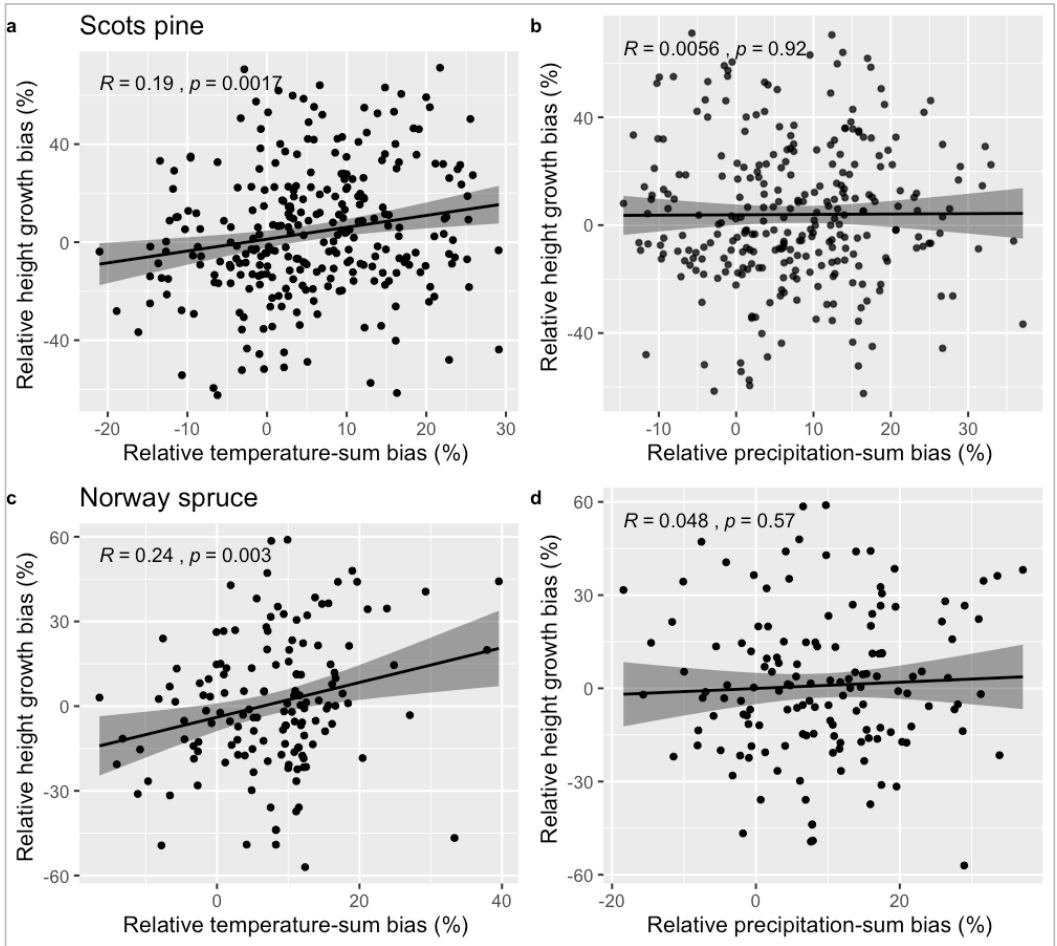 a Scots pine
R = 0.19 , p = 0.0017
40
0
-40
-20 0 10 20 30
Relative temperature-sum bias (%)
Relative height growth bias (%)
b
R = 0.0056 , p = 0.92
40
0
-40
-10 0 10 20 30
Relative precipitation-sum bias (%)
Relative height growth bias (%)
c Norway spruce
R = 0.24 , p = 0.003
60
30
0
-30
-60
0 20 40
Relative temperature-sum bias (%)
Relative height growth bias (%)
d
R = 0.048 , p = 0.57
60
30
0
-30
-60
-20 0 20
Relative precipitation-sum bias (%)
Relative height growth bias (%)